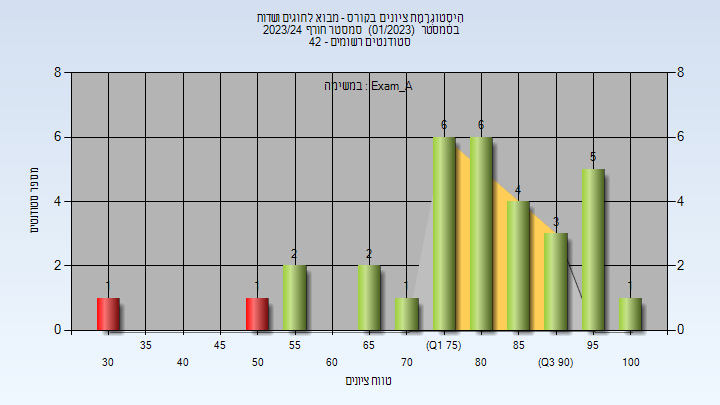 היסטוגרמת ציונים בקורס - מבוא לחוגים ושדות
בסמסטר (01/2023) סמסטר חורף 2023/24
סטודנטים רשומים - 42
במשימה : Exam_A
מספר סטודנטים
8 8
6 6
4 4
2 2
0 0
1 1 2 2 1 6 6 4 3 5 1
35 45 55 65 (Q1 75) 85 95
30 40 50 60 70 80 (Q3 90) 100
טווח ציונים